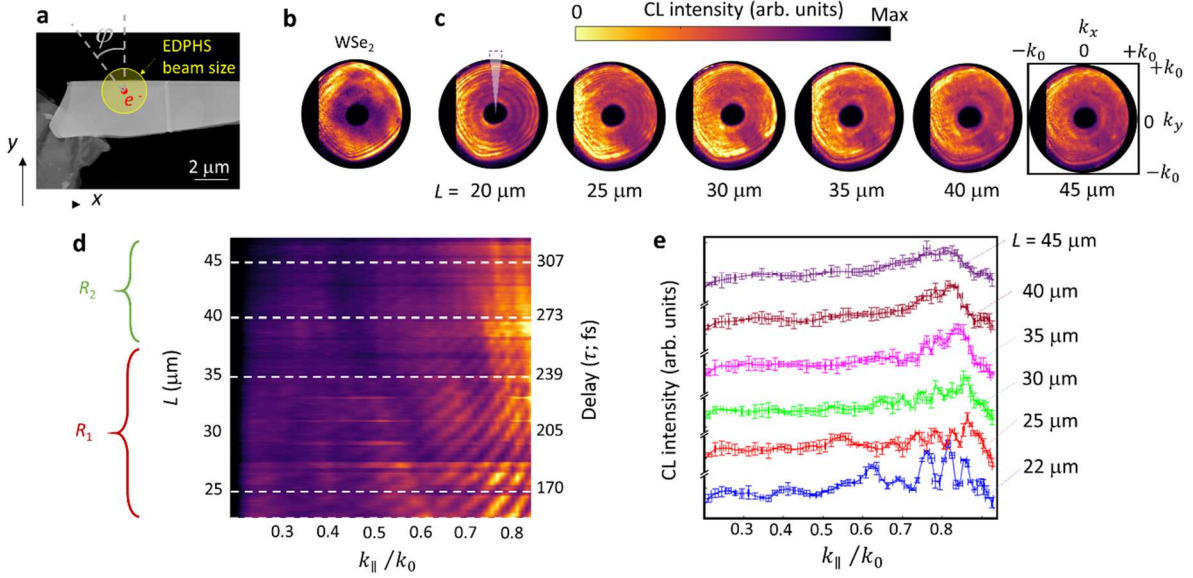 a
φ
EDPHS
beam size
e⁻
2 μm
y
x
b
WSe₂
c
0 CL intensity (arb. units) Max
kₓ
−k₀ 0 +k₀
+k₀
0 k_y
−k₀
L = 20 μm 25 μm 30 μm 35 μm 40 μm 45 μm
d
R₂
R₁
L (μm)
45
40
35
30
25
307
273
239
205
170
Delay (τ; fs)
0.3 0.4 0.5 0.6 0.7 0.8
k∥/k₀
e
CL intensity (arb. units)
L = 45 μm
40 μm
35 μm
30 μm
25 μm
22 μm
0.3 0.4 0.5 0.6 0.7 0.8
k∥/k₀